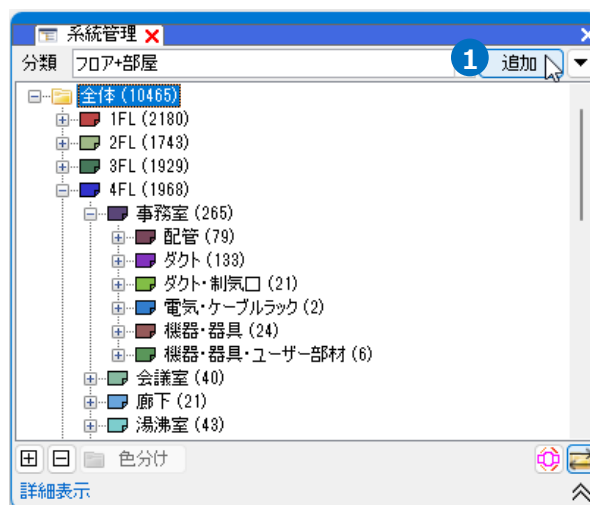 系統管理
分類 フロア+部屋 1 追加
全体 (10465)
1FL (2180)
2FL (1743)
3FL (1929)
4FL (1968)
事務室 (265)
配管 (79)
ダクト (133)
ダクト・制気口 (21)
電気・ケーブルラック (2)
機器・器具 (24)
機器・器具・ユーザー部材 (6)
会議室 (40)
廊下 (21)
湯沸室 (43)
色分け
詳細表示